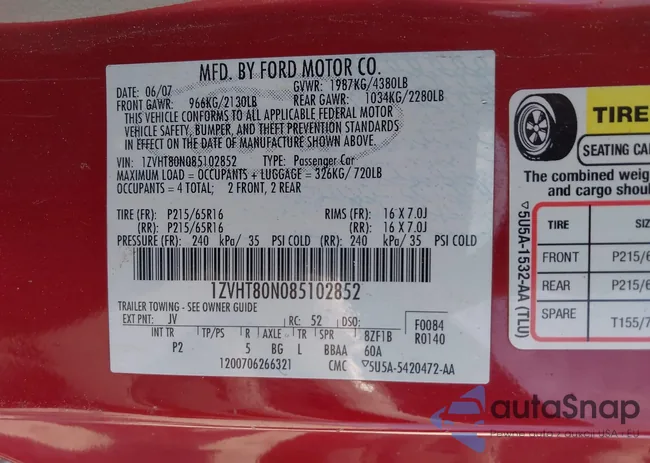 MFD. BY FORD MOTOR CO.
DATE: 06/07 GVWR: 1987KG/4380LB
FRONT GAWR: 966KG/2130LB REAR GAWR: 1034KG/2280LB
THIS VEHICLE CONFORMS TO ALL APPLICABLE FEDERAL MOTOR
VEHICLE SAFETY, BUMPER, AND THEFT PREVENTION STANDARDS
IN EFFECT ON THE DATE OF MANUFACTURE SHOWN ABOVE.
VIN: 1ZVHT80N085102852 TYPE: Passenger Car
MAXIMUM LOAD = OCCUPANTS + LUGGAGE = 326KG/ 720LB
OCCUPANTS = 4 TOTAL; 2 FRONT, 2 REAR
TIRE (FR): P215/65R16 RIMS (FR): 16 X 7.0J
(RR): P215/65R16 (RR): 16 X 7.0J
PRESSURE (FR): 240 kPa/ 35 PSI COLD (RR): 240 kPa/ 35 PSI COLD
1ZVHT80N085102852
TRAILER TOWING - SEE OWNER GUIDE
EXT PNT: JV RC: 52 DSO: F0084
INT TR TP/PS R AXLE TR SPR 8ZF1B R0140
P2 5 BG L BBAA 60A
1200706266321 CMC ▽5U5A-5420472-AA
TIRE
SEATING CA
The combined weig
and cargo shou
TIRE SIZ
FRONT P215/6
REAR P215/6
SPARE T155/7
▽5U5A-1532-AA (TLU)
autaSnap